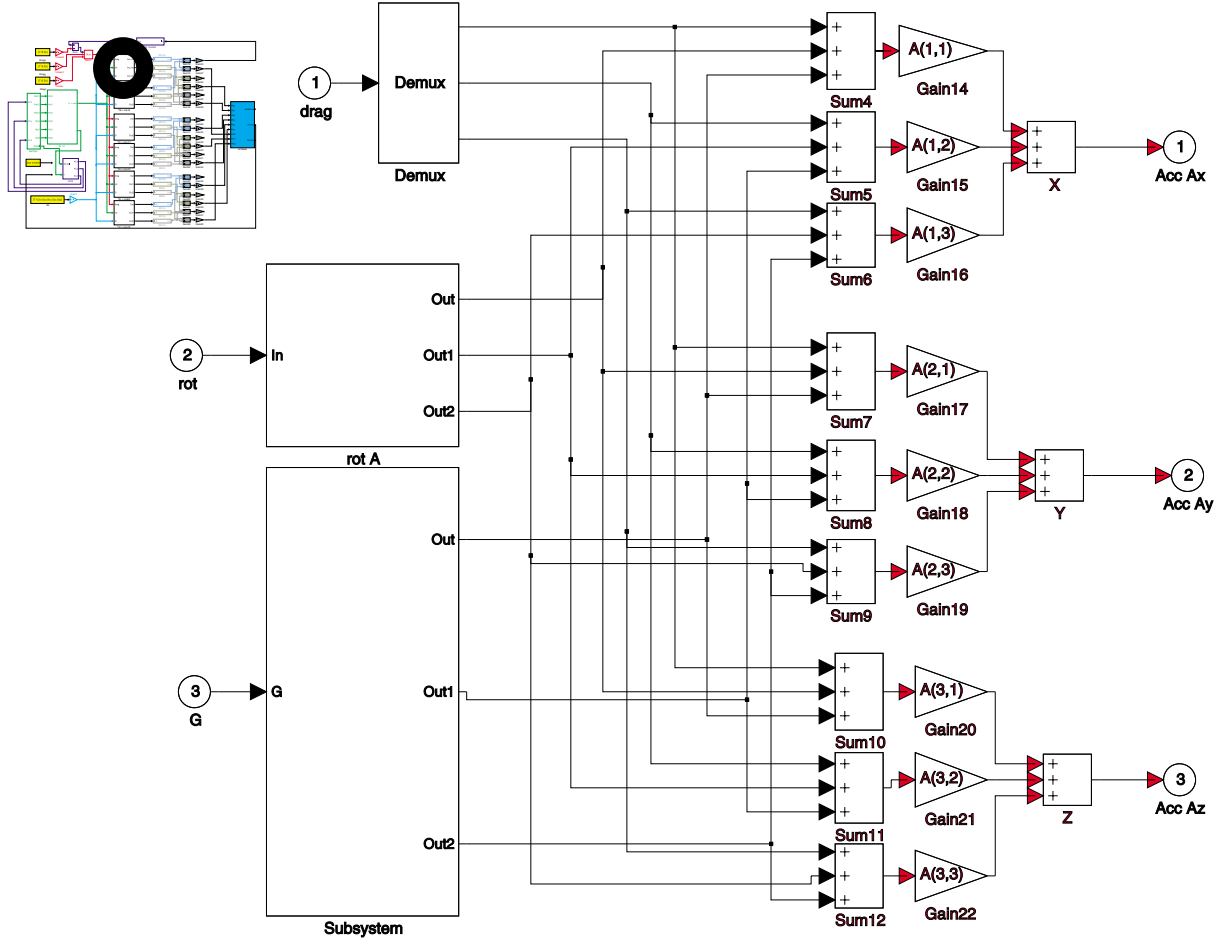 1
drag
Demux
Demux
2
rot
In
Out
Out1
Out2
rot A
3
G
G
Out
Out1
Out2
Subsystem
+
+
+
Sum4
A(1,1)
Gain14
+
+
+
Sum5
A(1,2)
Gain15
+
+
+
Sum6
A(1,3)
Gain16
+
+
+
X
1
Acc Ax
+
+
+
Sum7
A(2,1)
Gain17
+
+
+
Sum8
A(2,2)
Gain18
+
+
+
Sum9
A(2,3)
Gain19
+
+
+
Y
2
Acc Ay
+
+
+
Sum10
A(3,1)
Gain20
+
+
+
Sum11
A(3,2)
Gain21
+
+
+
Sum12
A(3,3)
Gain22
+
+
+
Z
3
Acc Az